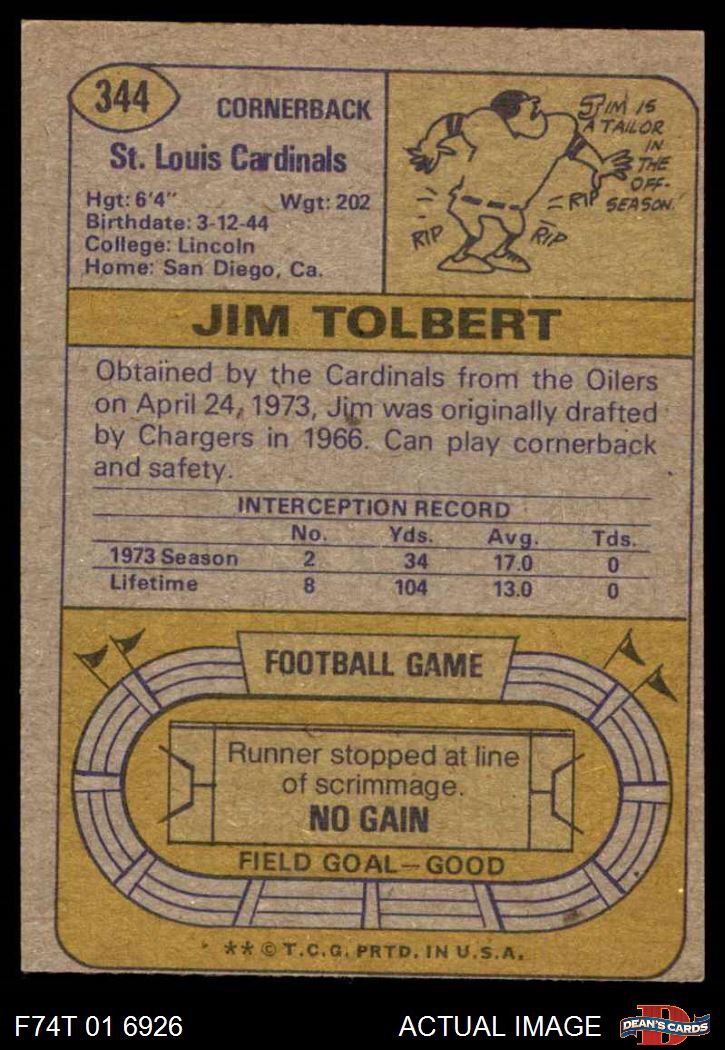 344
CORNERBACK
St. Louis Cardinals
Hgt: 6'4" Wgt: 202
Birthdate: 3-12-44
College: Lincoln
Home: San Diego, Ca.
JIM IS
A TAILOR
IN
THE
OFF-
SEASON!
RIP
RIP
RIP
JIM TOLBERT
Obtained by the Cardinals from the Oilers
on April 24, 1973, Jim was originally drafted
by Chargers in 1966. Can play cornerback
and safety.
INTERCEPTION RECORD
No. Yds. Avg. Tds.
1973 Season 2 34 17.0 0
Lifetime 8 104 13.0 0
FOOTBALL GAME
Runner stopped at line
of scrimmage.
NO GAIN
FIELD GOAL—GOOD
** © T.C.G. PRTD. IN U.S.A.
F74T 01 6926 ACTUAL IMAGE
D
DEAN'S CARDS